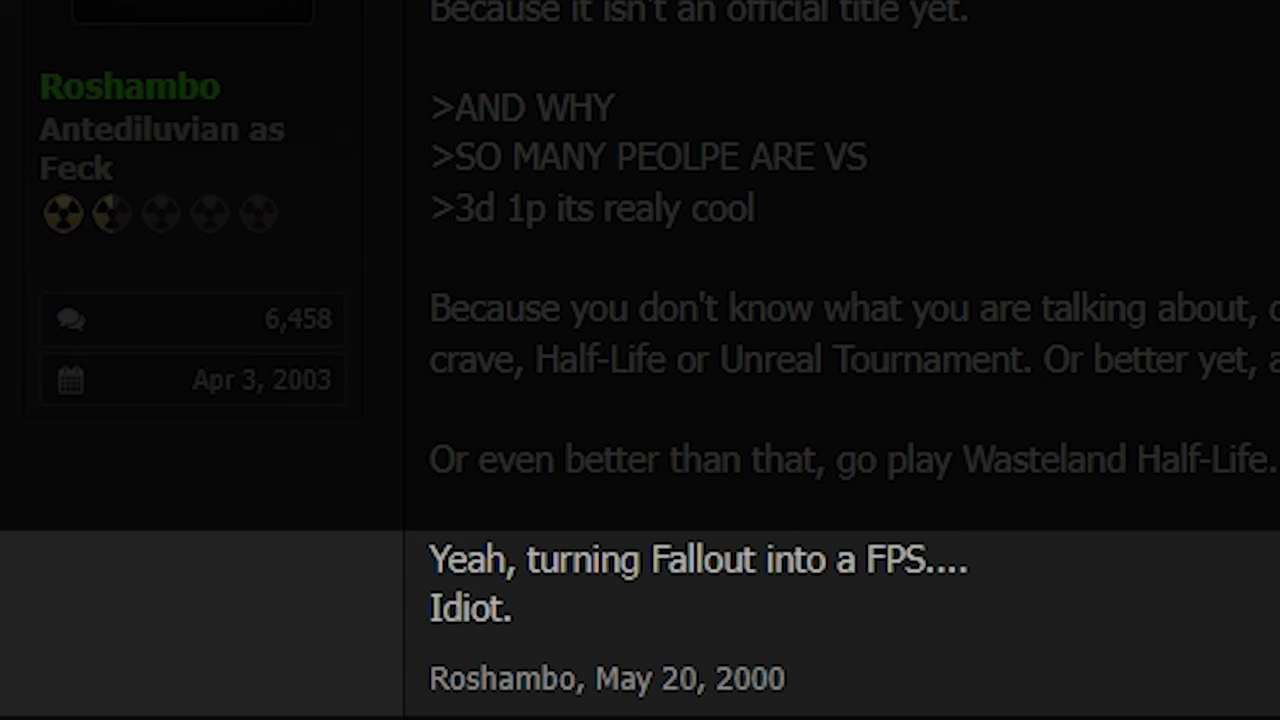 Because it isn't an official title yet.
Roshambo
Antediluvian as
Feck
>AND WHY
>SO MANY PEOLPE ARE VS
>3d 1p its realy cool
6,458
Apr 3, 2003
Because you don't know what you are talking about,
crave, Half-Life or Unreal Tournament. Or better yet,
Or even better than that, go play Wasteland Half-Life.
Yeah, turning Fallout into a FPS....
Idiot.
Roshambo, May 20, 2000